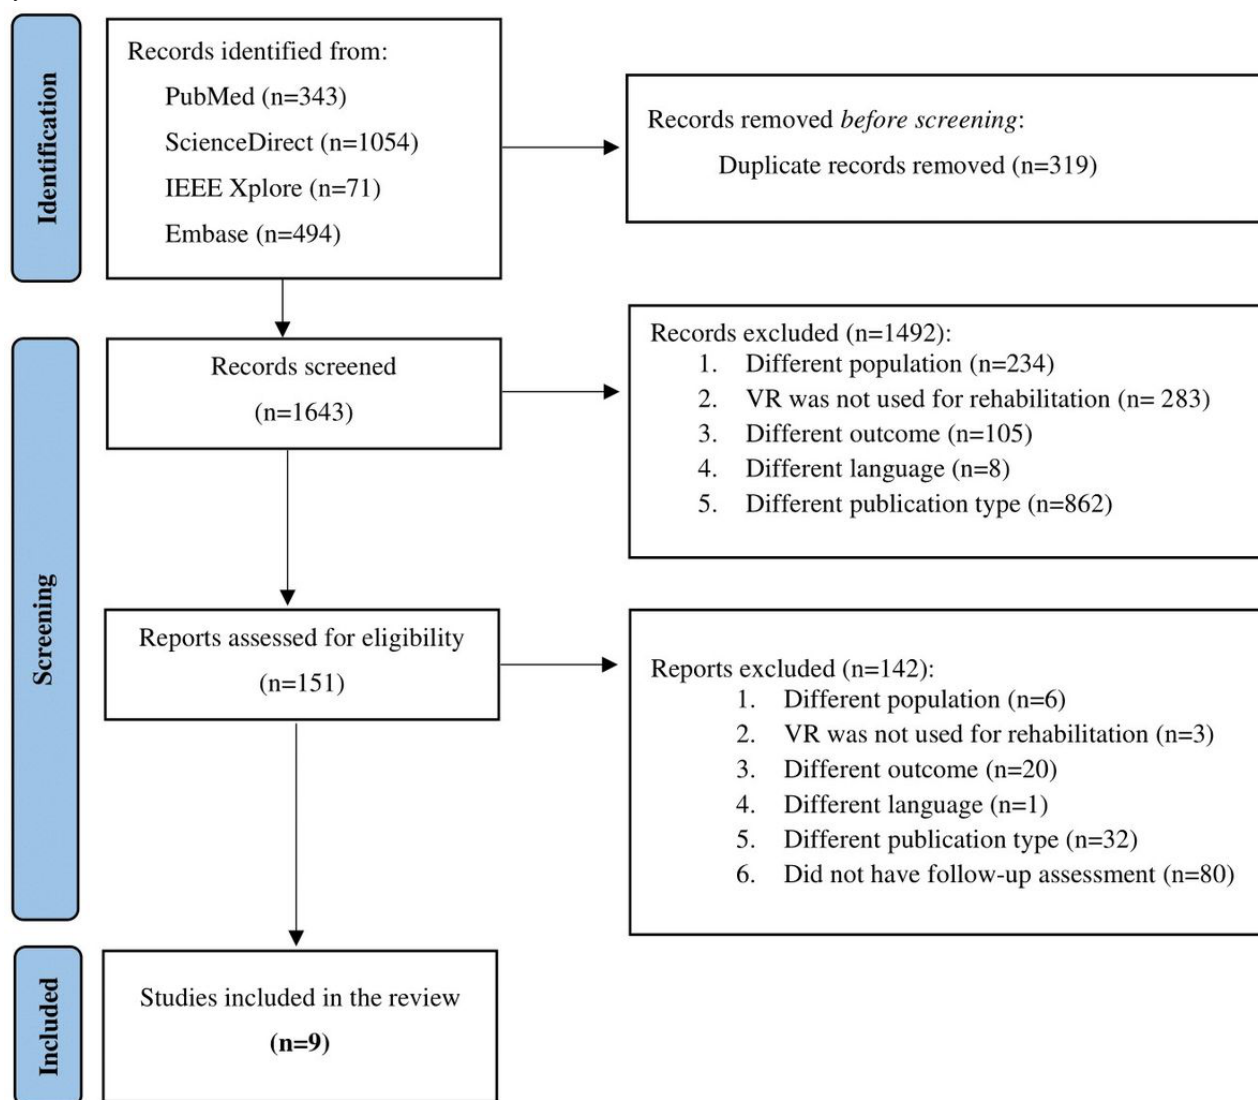 Identification
Records identified from:
PubMed (n=343)
ScienceDirect (n=1054)
IEEE Xplore (n=71)
Embase (n=494)
Records removed before screening:
Duplicate records removed (n=319)
Screening
Records screened
(n=1643)
Records excluded (n=1492):
1. Different population (n=234)
2. VR was not used for rehabilitation (n= 283)
3. Different outcome (n=105)
4. Different language (n=8)
5. Different publication type (n=862)
Reports assessed for eligibility
(n=151)
Reports excluded (n=142):
1. Different population (n=6)
2. VR was not used for rehabilitation (n=3)
3. Different outcome (n=20)
4. Different language (n=1)
5. Different publication type (n=32)
6. Did not have follow-up assessment (n=80)
Included
Studies included in the review
(n=9)